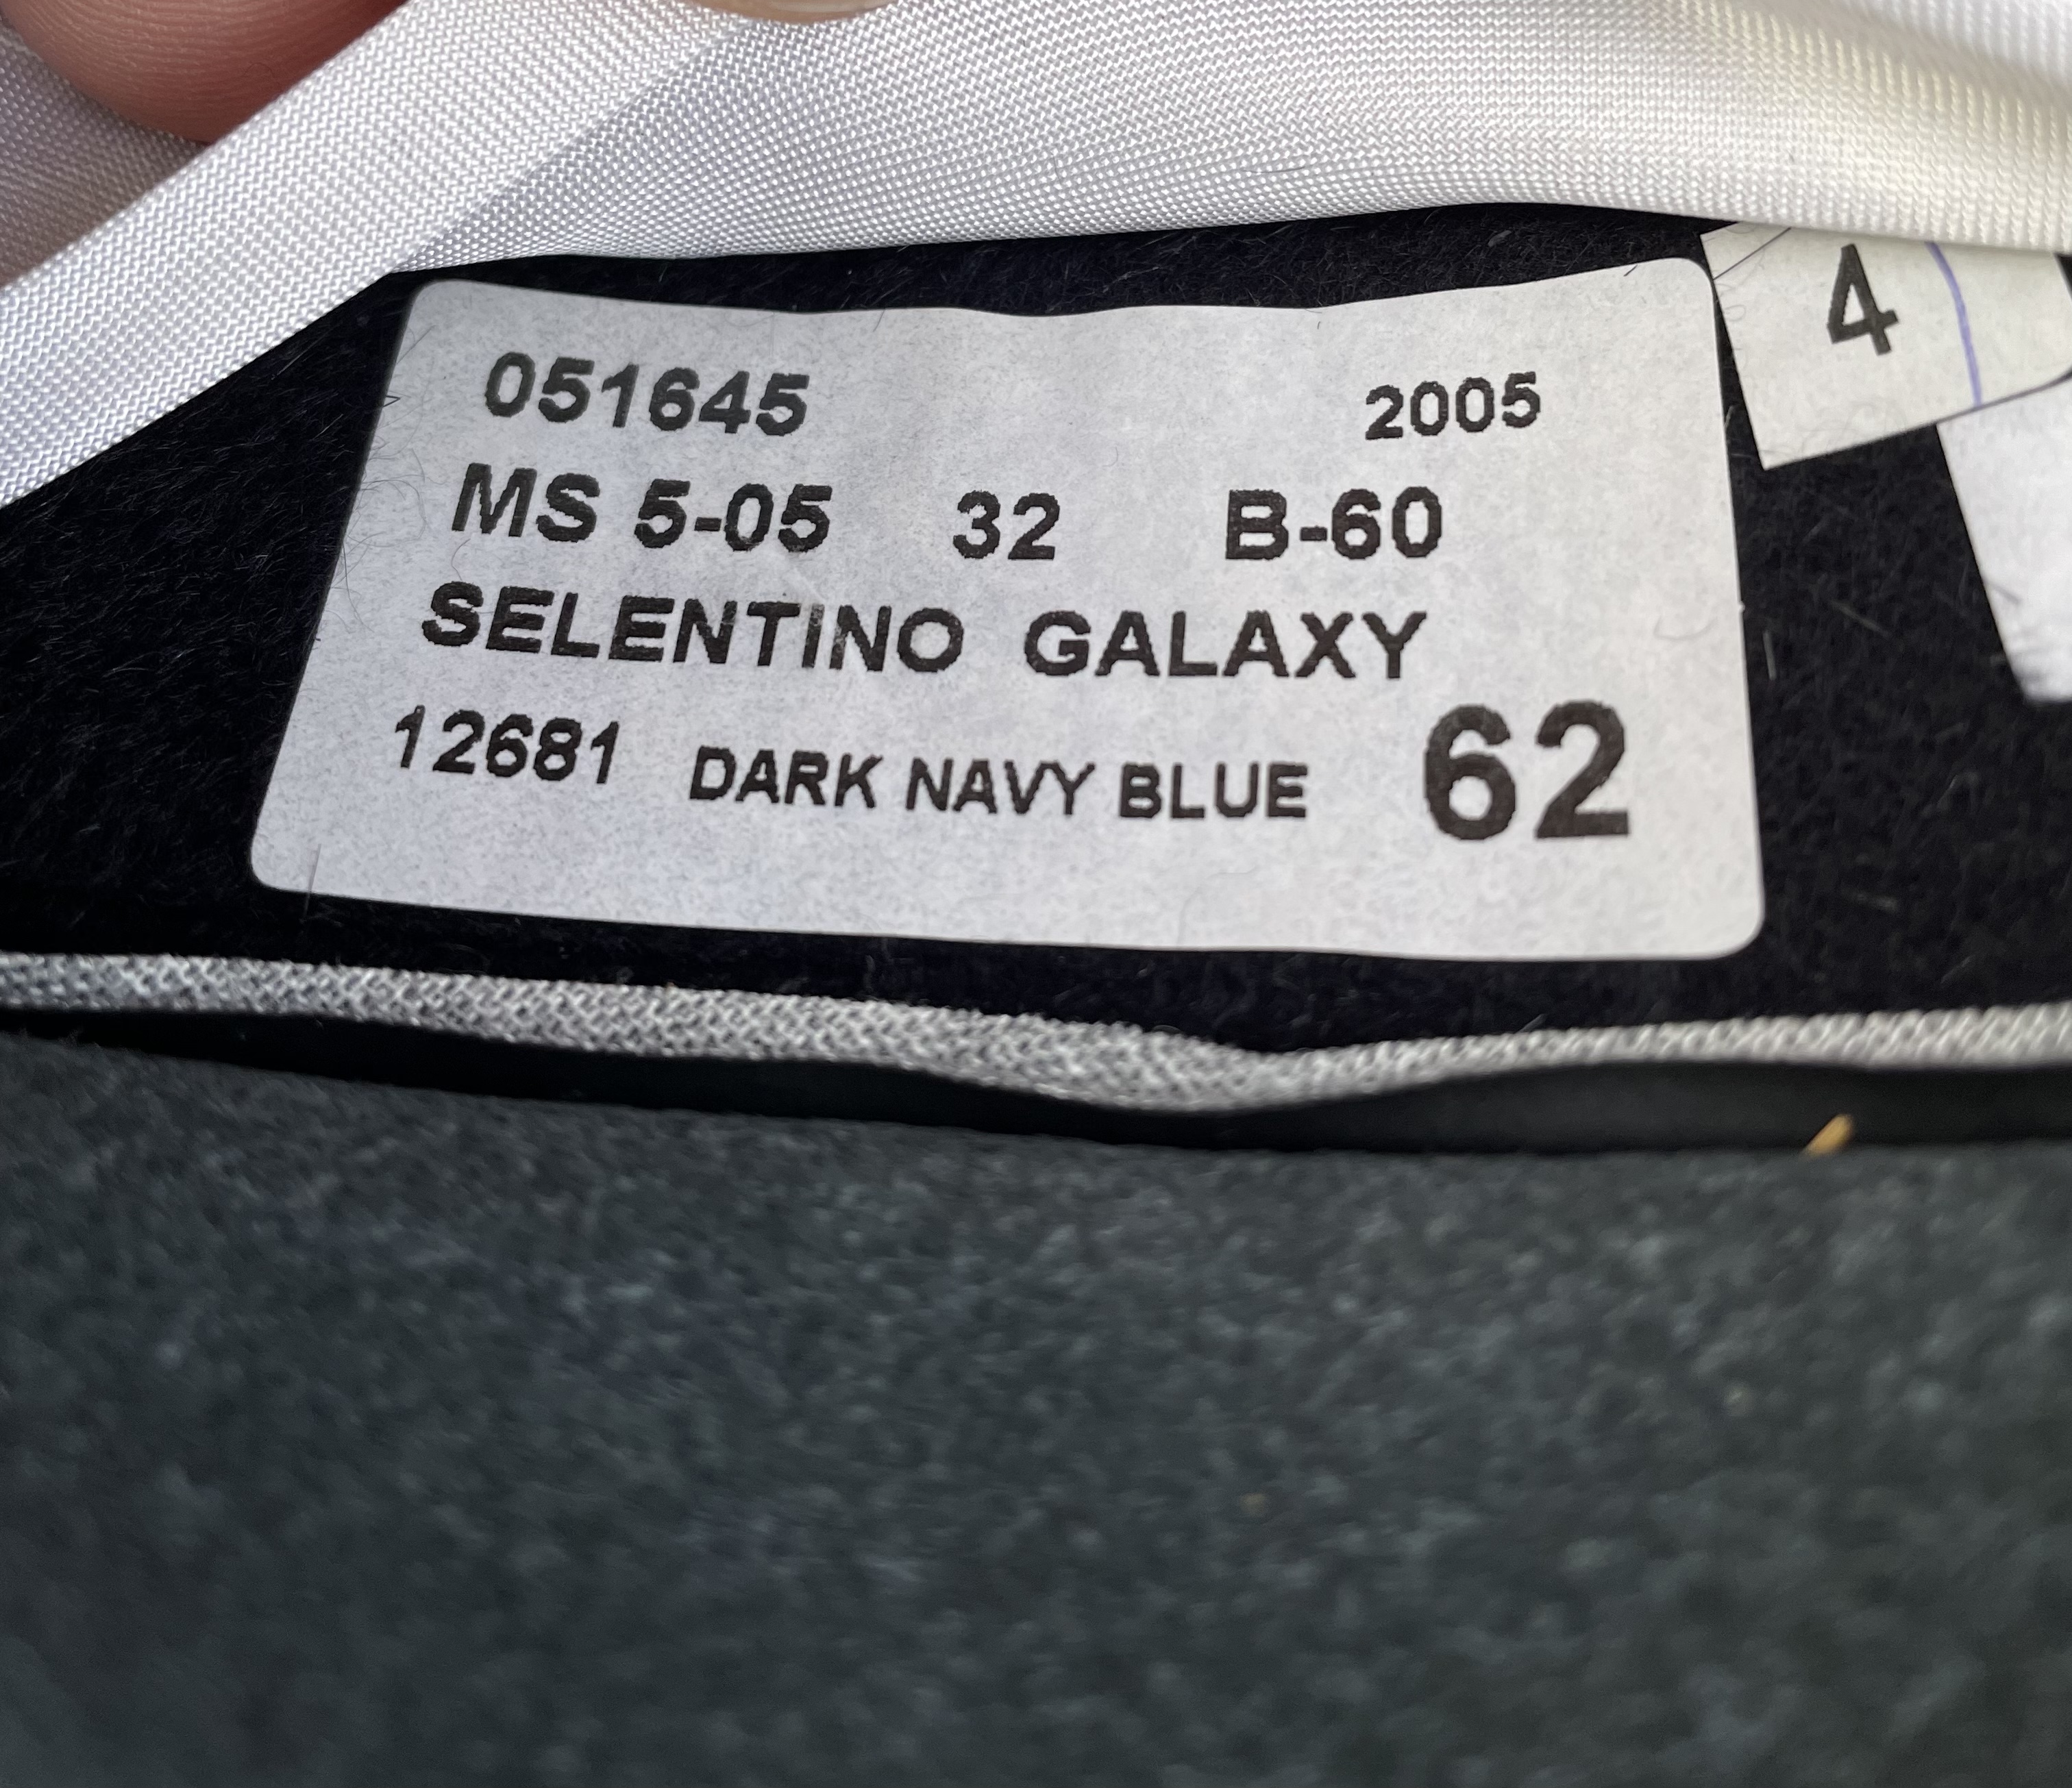 051645 2005
4
MS 5-05 32 B-60
SELENTINO GALAXY
12681 DARK NAVY BLUE 62